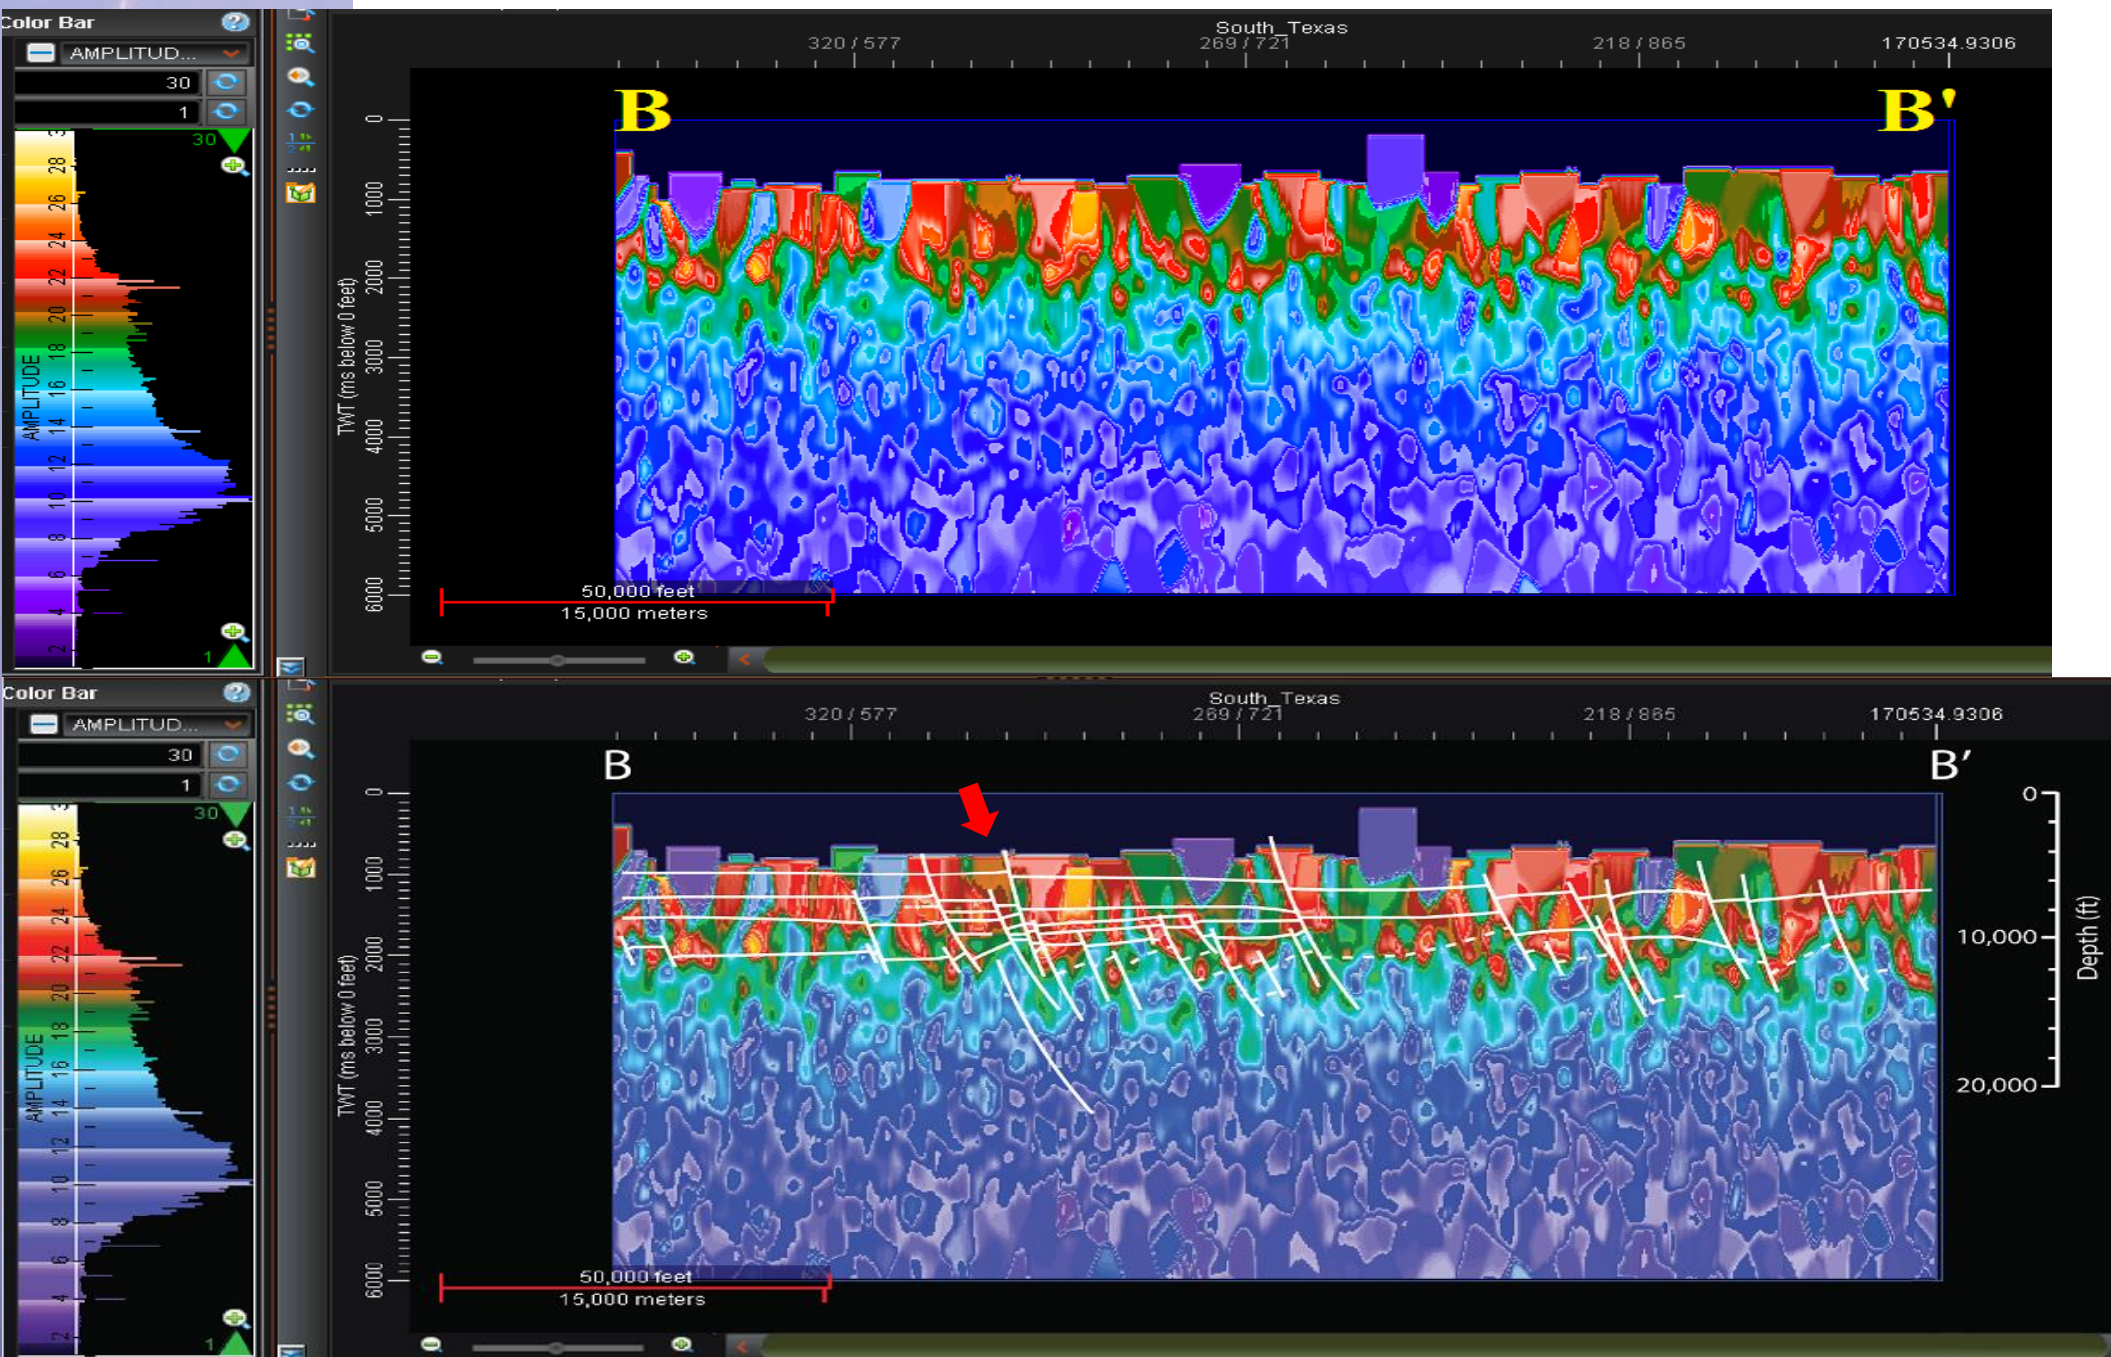 Color Bar
AMPLITUD...
30
1
30
28
26
24
22
20
18
16
14
12
10
8
6
4
2
AMPLITUDE
1
South_Texas
320 / 577
269 / 721
218 / 865
170534.9306
B
B'
TWT (ms below 0 feet)
0
1000
2000
3000
4000
5000
6000
50,000 feet
15,000 meters
Color Bar
AMPLITUD...
30
1
30
28
26
24
22
20
18
16
14
12
10
8
6
4
2
AMPLITUDE
1
South_Texas
320 / 577
269 / 721
218 / 865
170534.9306
B
B’
TWT (ms below 0 feet)
0
1000
2000
3000
4000
5000
6000
0
10,000
20,000
Depth (ft)
50,000 feet
15,000 meters